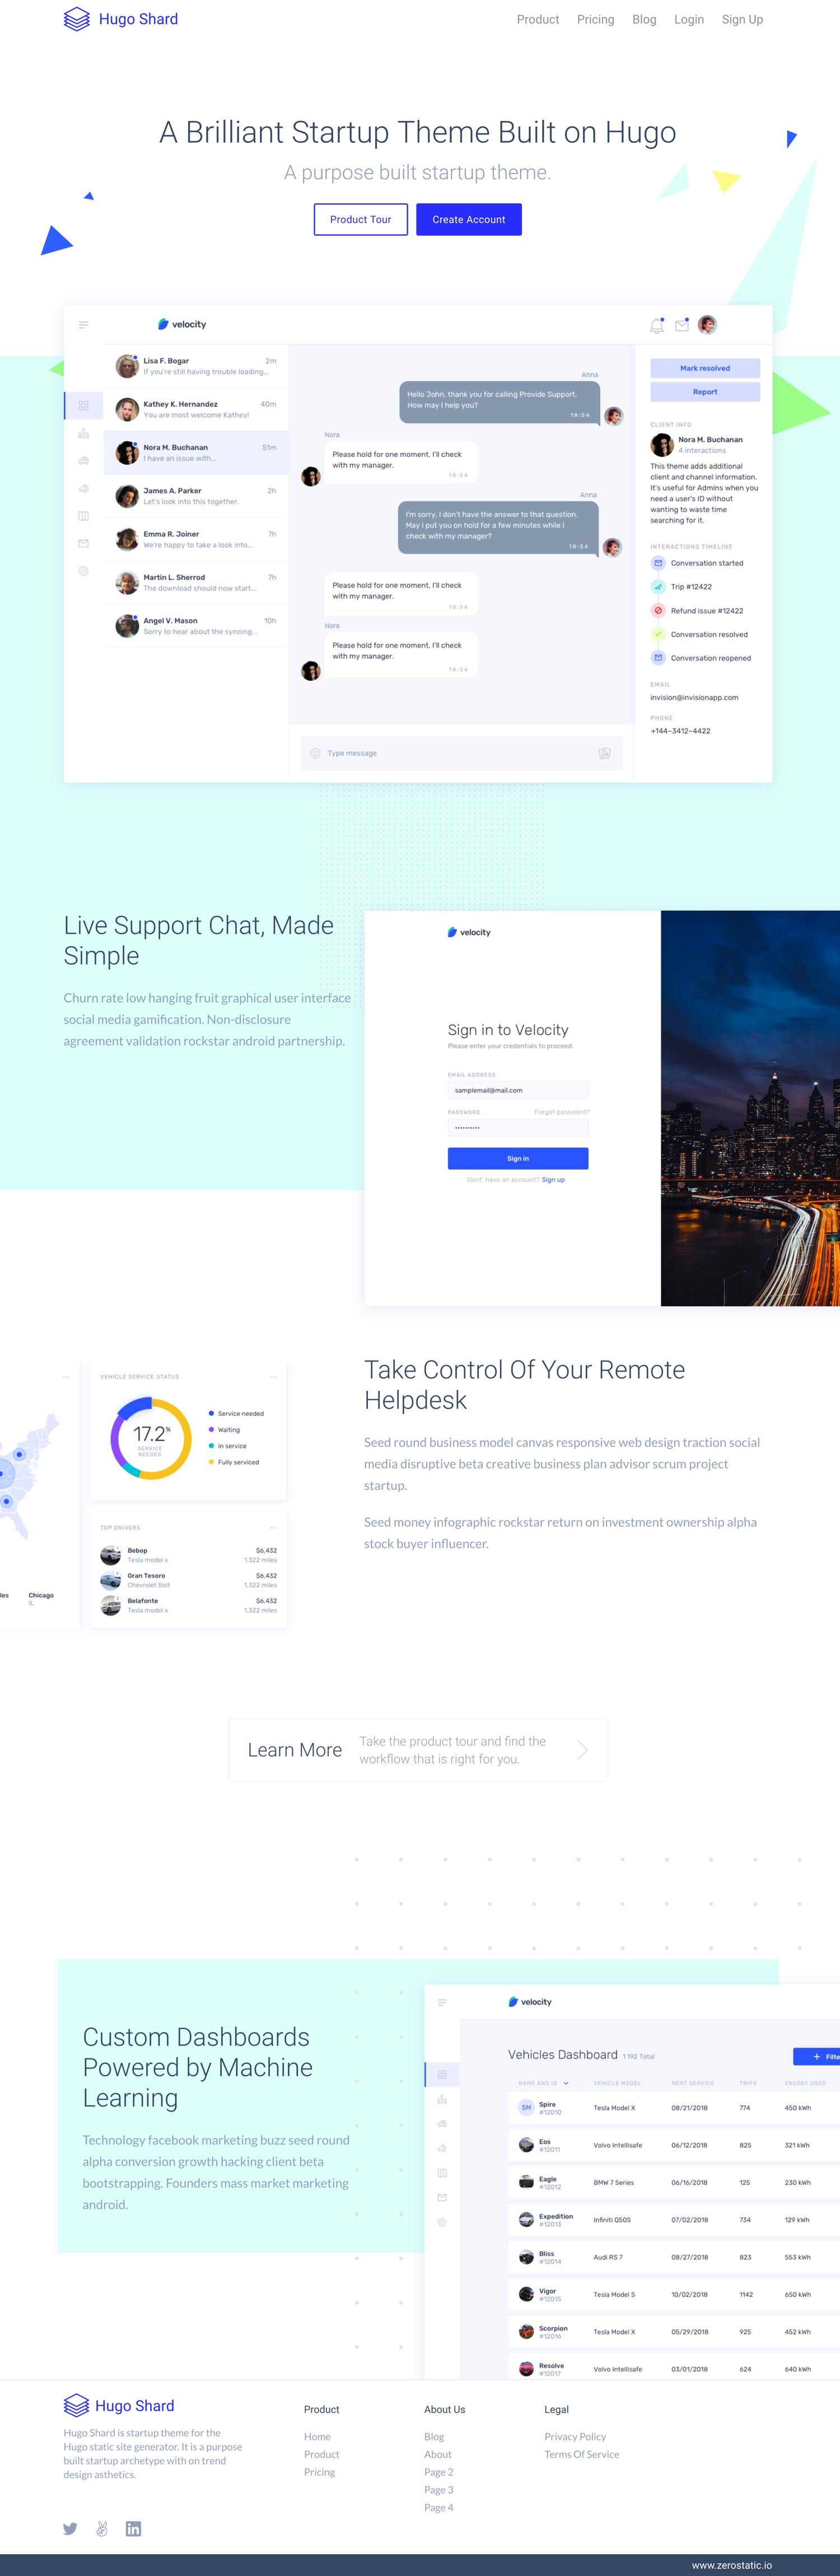 Hugo Shard
Product Pricing Blog Login Sign Up
A Brilliant Startup Theme Built on Hugo
A purpose built startup theme.
Product Tour Create Account
velocity
Lisa F. Bogar 2m
If you're still having trouble loading...
Kathey K. Hernandez 40m
You are most welcome Kathey!
Nora M. Buchanan 51m
I have an issue with...
James A. Parker 2h
Let's look into this together.
Emma R. Joiner 7h
We're happy to take a look into...
Martin L. Sherrod 7h
The download should now start...
Angel V. Mason 10h
Sorry to hear about the syncing...
Anna
Hello John, thank you for calling Provide Support.
How may I help you?
18:54
Nora
Please hold for one moment, I'll check
with my manager.
18:54
Anna
I'm sorry, I don't have the answer to that question.
May I put you on hold for a few minutes while I
check with my manager?
18:54
Please hold for one moment, I'll check
with my manager.
18:54
Nora
Please hold for one moment, I'll check
with my manager.
18:54
Type message
Mark resolved
Report
CLIENT INFO
Nora M. Buchanan
4 interactions
This theme adds additional
client and channel information.
It's useful for Admins when you
need a user's ID without
wanting to waste time
searching for it.
INTERACTIONS TIMELINE
Conversation started
Trip #12422
Refund issue #12422
Conversation resolved
Conversation reopened
EMAIL
invision@invisionapp.com
PHONE
+144-3412-4422
Live Support Chat, Made
Simple
Churn rate low hanging fruit graphical user interface
social media gamification. Non-disclosure
agreement validation rockstar android partnership.
velocity
Sign in to Velocity
Please enter your credentials to proceed.
EMAIL ADDRESS
samplemail@mail.com
PASSWORD Forgot password?
••••••••••
Sign in
Dont' have an account? Sign up
VEHICLE SERVICE STATUS
17.2%
SERVICE
NEEDED
Service needed
Waiting
In service
Fully serviced
TOP DRIVERS
Bebop $6,432
Tesla model x 1,322 miles
Gran Tesoro $6,432
Chevrolet Bolt 1,322 miles
Belafonte $6,432
Tesla model x 1,322 miles
les Chicago
IL
Take Control Of Your Remote
Helpdesk
Seed round business model canvas responsive web design traction social
media disruptive beta creative business plan advisor scrum project
startup.
Seed money infographic rockstar return on investment ownership alpha
stock buyer influencer.
Learn More
Take the product tour and find the
workflow that is right for you.
Custom Dashboards
Powered by Machine
Learning
Technology facebook marketing buzz seed round
alpha conversion growth hacking client beta
bootstrapping. Founders mass market marketing
android.
velocity
Vehicles Dashboard 1 192 Total
+ Filte
NAME AND ID VEHICLE MODEL NEXT SERVICE TRIPS ENERGY USED
SM Spire Tesla Model X 08/21/2018 774 450 kWh
#12010
Eos Volvo Intellisafe 06/12/2018 825 321 kWh
#12011
Eagle BMW 7 Series 06/16/2018 125 230 kWh
#12012
Expedition Infiniti Q50S 07/02/2018 734 129 kWh
#12013
Bliss Audi RS 7 08/27/2018 823 553 kWh
#12014
Vigor Tesla Model S 10/02/2018 1142 650 kWh
#12015
Scorpion Tesla Model X 05/29/2018 925 452 kWh
#12016
Resolve Volvo Intellisafe 03/01/2018 624 640 kWh
#12017
Hugo Shard
Hugo Shard is startup theme for the
Hugo static site generator. It is a purpose
built startup archetype with on trend
design asthetics.
Product
Home
Product
Pricing
About Us
Blog
About
Page 2
Page 3
Page 4
Legal
Privacy Policy
Terms Of Service
www.zerostatic.io